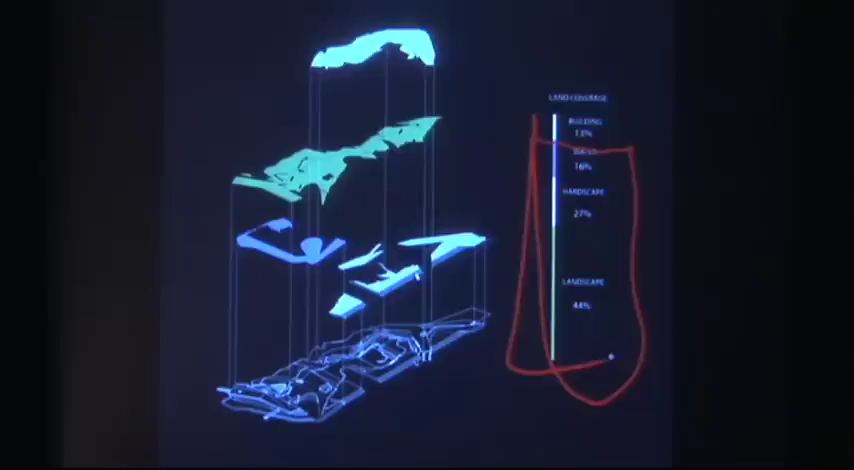 LAND COVERAGE
BUILDING
13%
16%
HARDSCAPE
27%
LANDSCAPE
44%